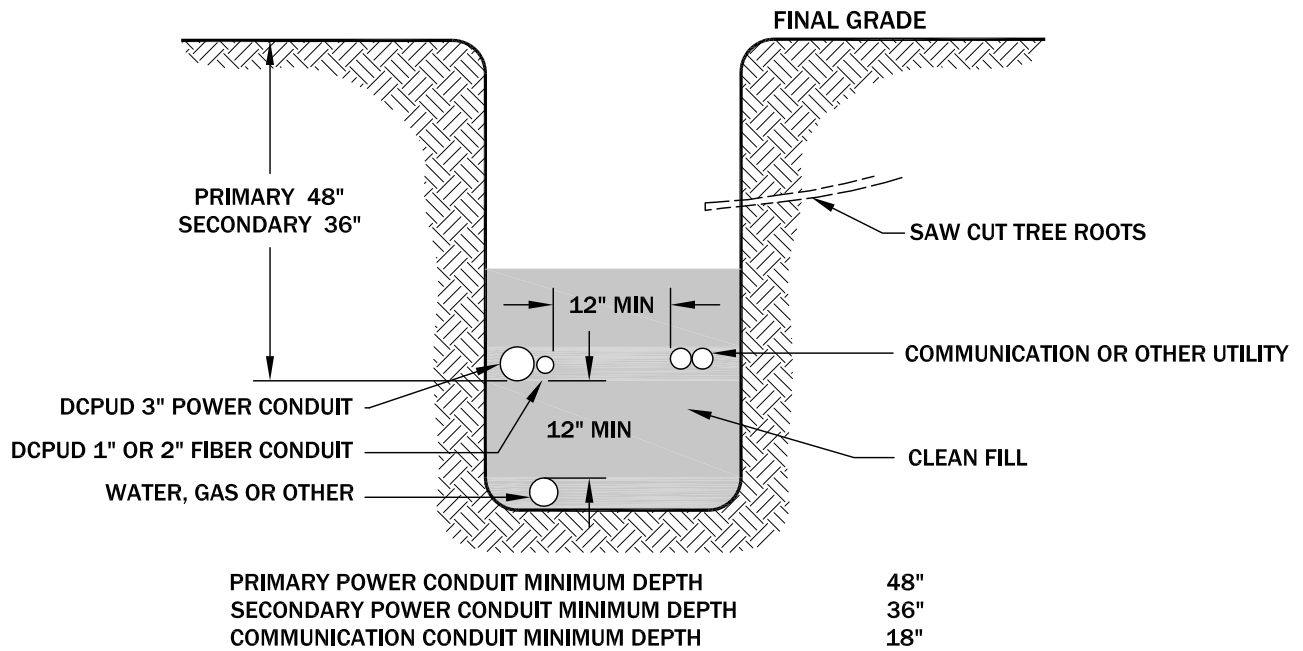 FINAL GRADE
PRIMARY 48"
SECONDARY 36"
SAW CUT TREE ROOTS
12" MIN
COMMUNICATION OR OTHER UTILITY
DCPUD 3" POWER CONDUIT
12" MIN
DCPUD 1" OR 2" FIBER CONDUIT
CLEAN FILL
WATER, GAS OR OTHER
PRIMARY POWER CONDUIT MINIMUM DEPTH 48"
SECONDARY POWER CONDUIT MINIMUM DEPTH 36"
COMMUNICATION CONDUIT MINIMUM DEPTH 18"